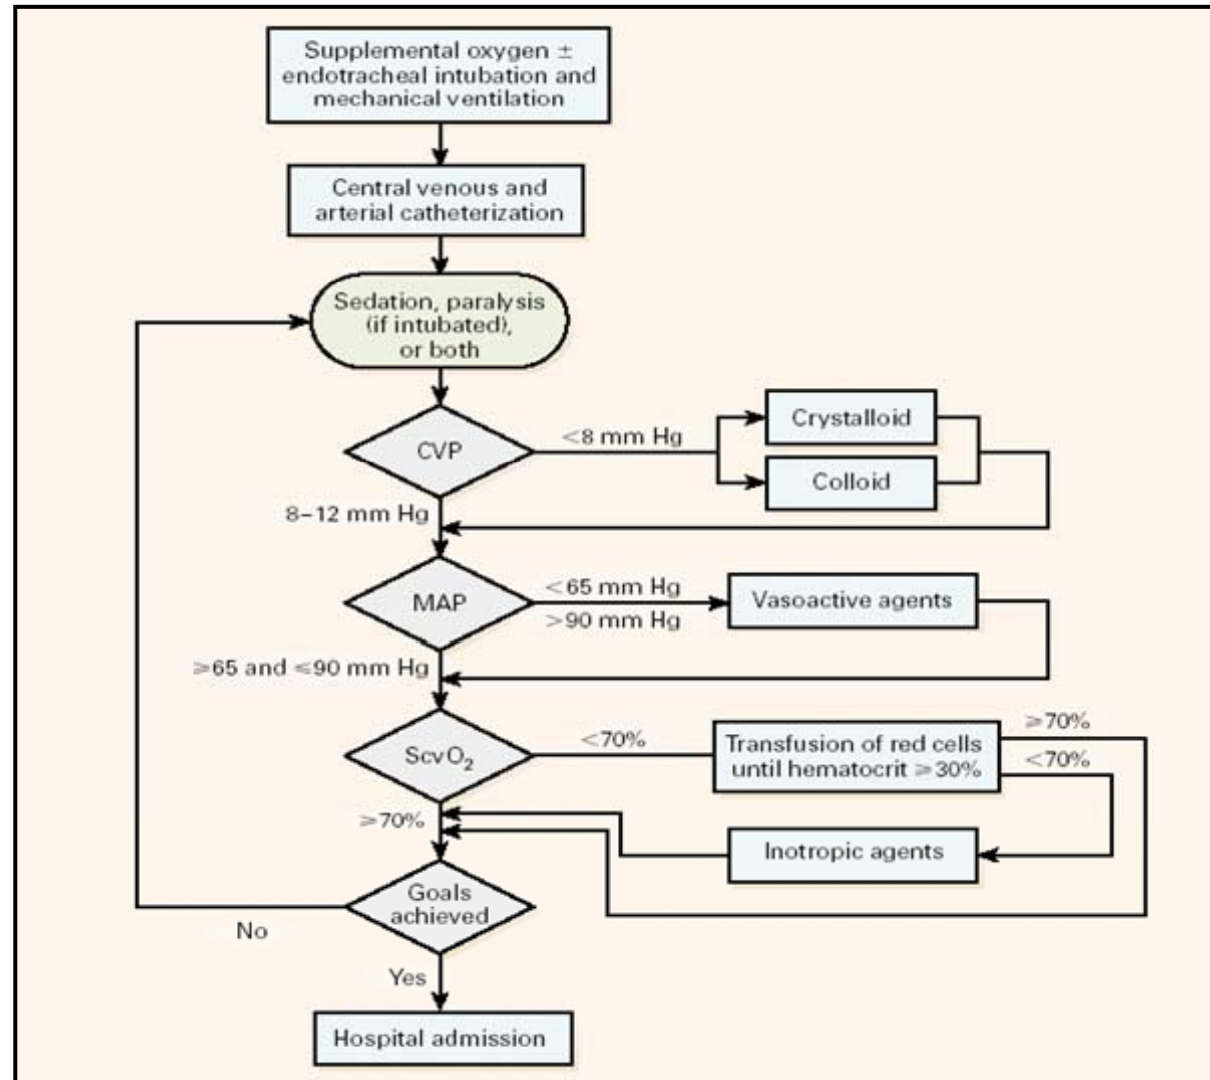 Supplemental oxygen ±
endotracheal intubation and
mechanical ventilation
Central venous and
arterial catheterization
Sedation, paralysis
(if intubated),
or both
CVP
<8 mm Hg
Crystalloid
Colloid
8–12 mm Hg
MAP
<65 mm Hg
>90 mm Hg
Vasoactive agents
≥65 and ≤90 mm Hg
ScvO₂
<70%
Transfusion of red cells
until hematocrit ≥30%
≥70%
<70%
≥70%
Inotropic agents
Goals
achieved
No
Yes
Hospital admission